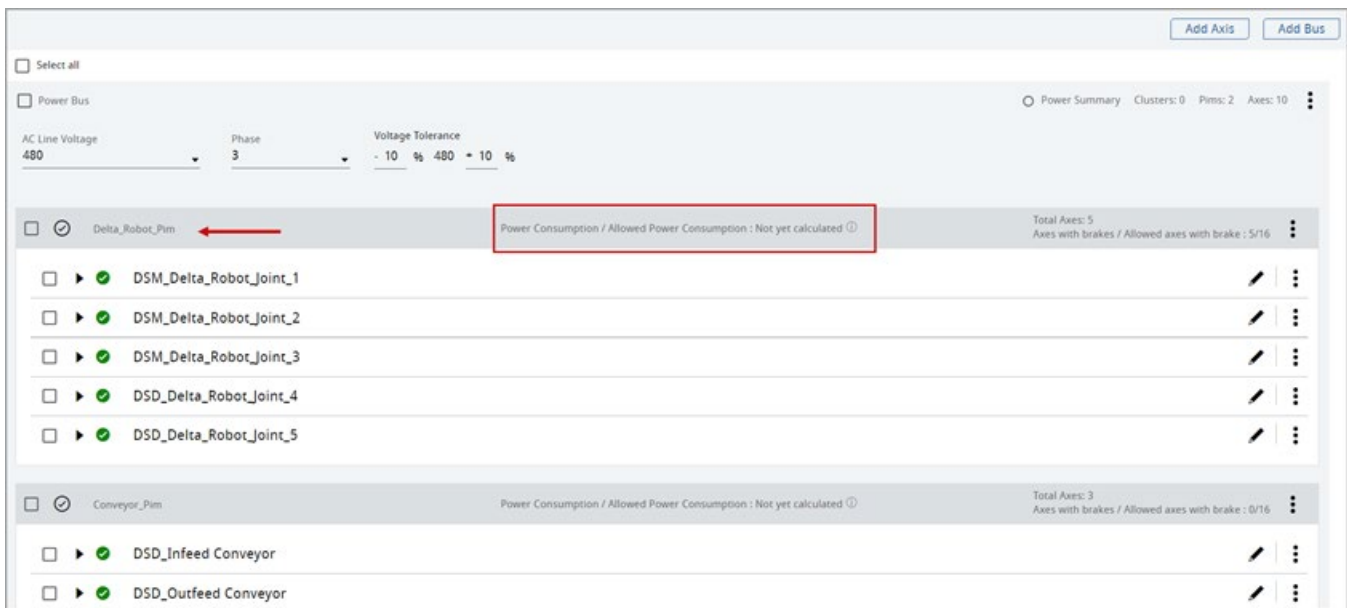 Add Axis Add Bus
Select all
Power Bus Power Summary Clusters: 0 Pims: 2 Axes: 10
AC Line Voltage Phase Voltage Tolerance
480 3 - 10 % 480 + 10 %
Delta_Robot_Pim Power Consumption / Allowed Power Consumption : Not yet calculated Total Axes: 5
Axes with brakes / Allowed axes with brake : 5/16
DSM_Delta_Robot_Joint_1
DSM_Delta_Robot_Joint_2
DSM_Delta_Robot_Joint_3
DSD_Delta_Robot_Joint_4
DSD_Delta_Robot_Joint_5
Conveyor_Pim Power Consumption / Allowed Power Consumption : Not yet calculated Total Axes: 3
Axes with brakes / Allowed axes with brake : 0/16
DSD_Infeed Conveyor
DSD_Outfeed Conveyor